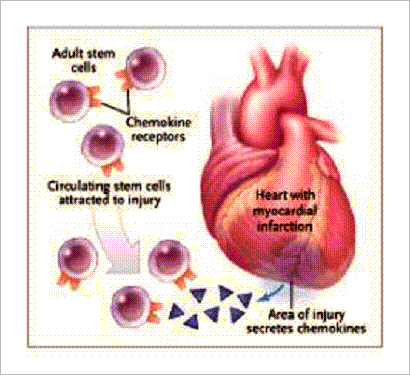 Adult stem
cells
Chemokine
receptors
Circulating stem cells
attracted to injury
Heart with
myocardial
infarction
Area of injury
secretes chemokines